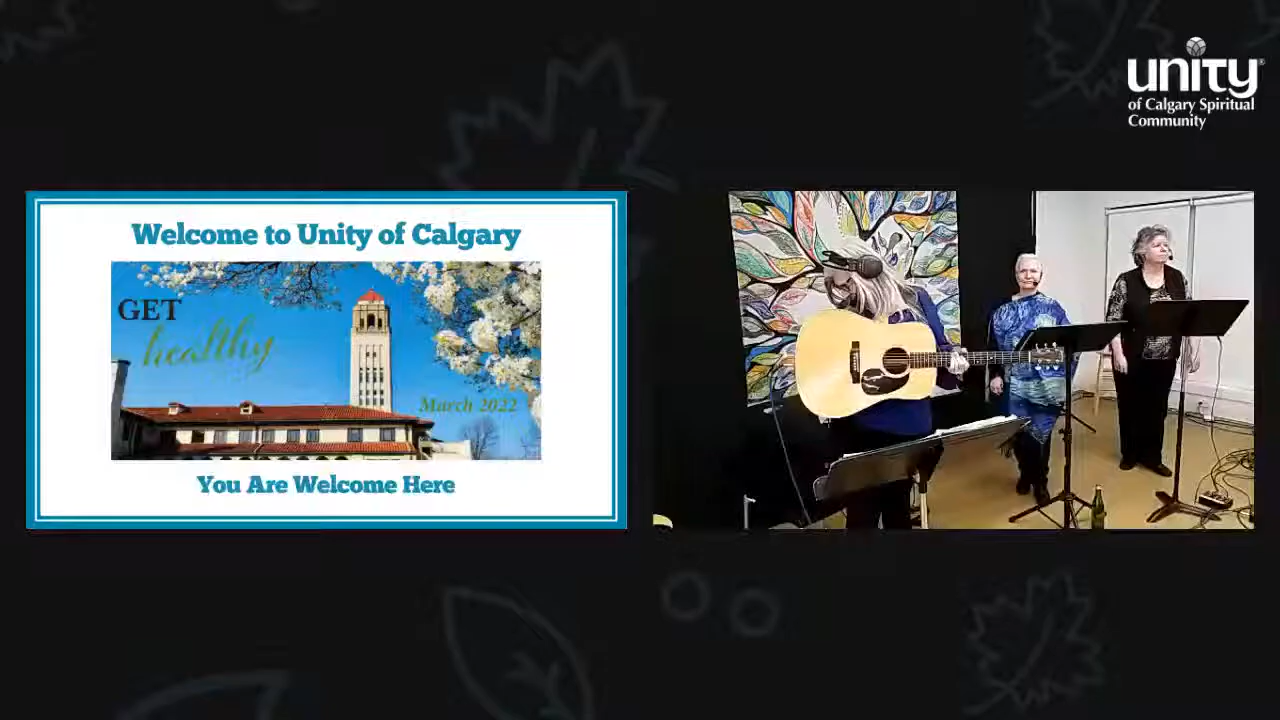 unity®
of Calgary Spiritual
Community
Welcome to Unity of Calgary
GET
healthy
March 2022
You Are Welcome Here